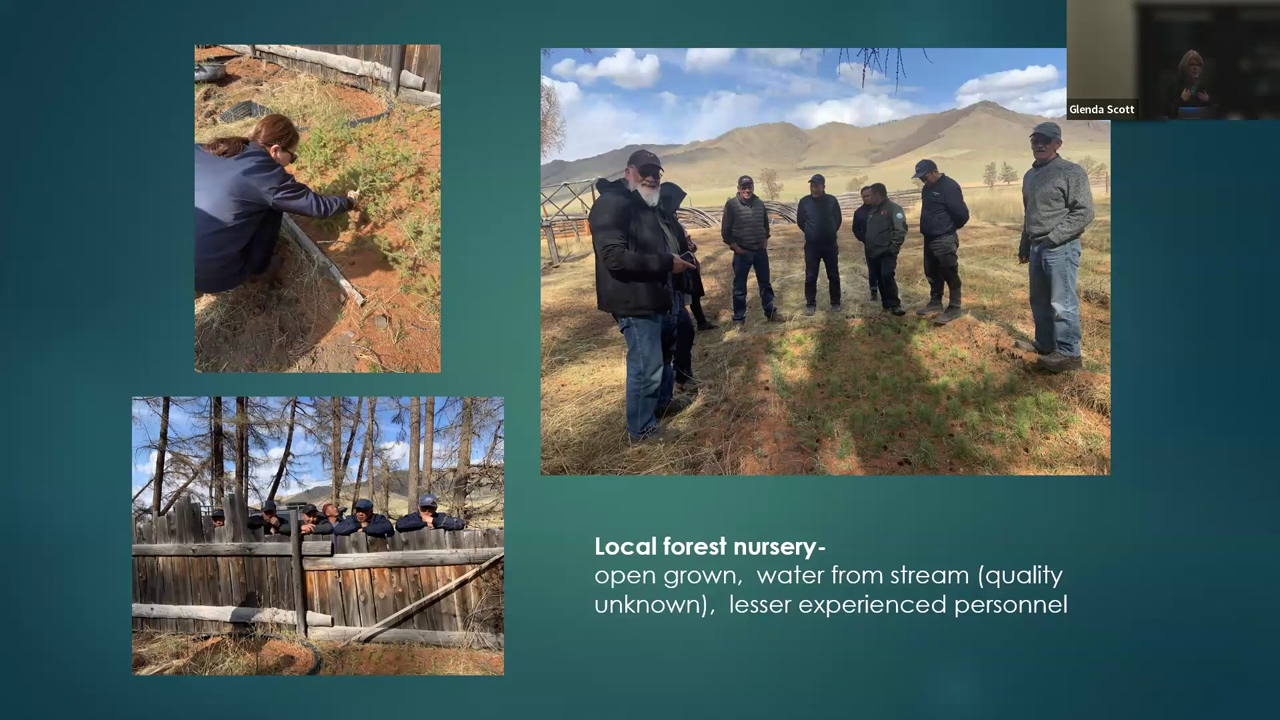 Glenda Scott
Local forest nursery-
open grown,  water from stream (quality
unknown),  lesser experienced personnel